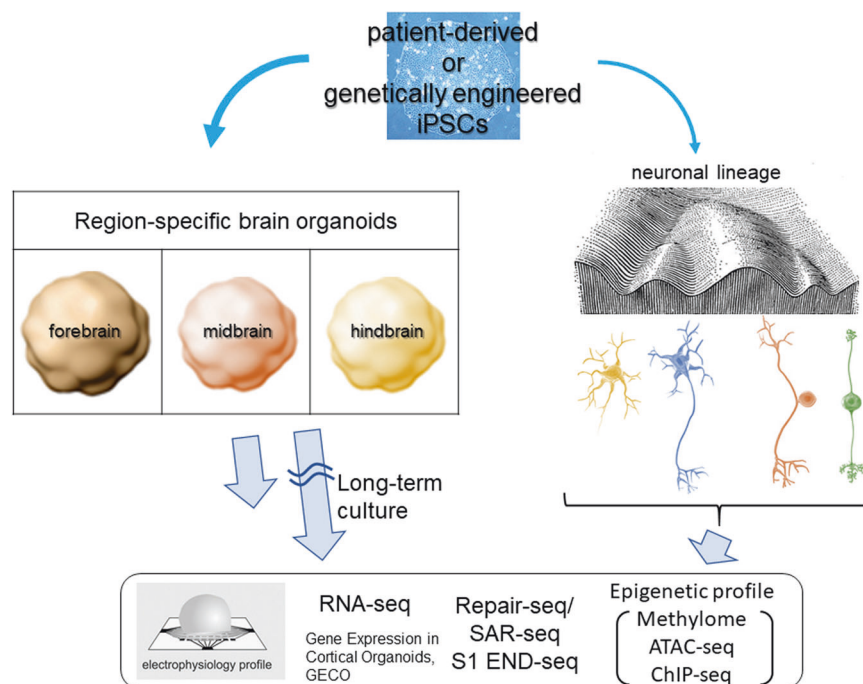 patient-derived
or
genetically engineered
iPSCs
neuronal lineage
Region-specific brain organoids
forebrain
midbrain
hindbrain
Long-term
culture
electrophysiology profile
RNA-seq
Gene Expression in
Cortical Organoids,
GECO
Repair-seq/
SAR-seq
S1 END-seq
Epigenetic profile
Methylome
ATAC-seq
ChIP-seq